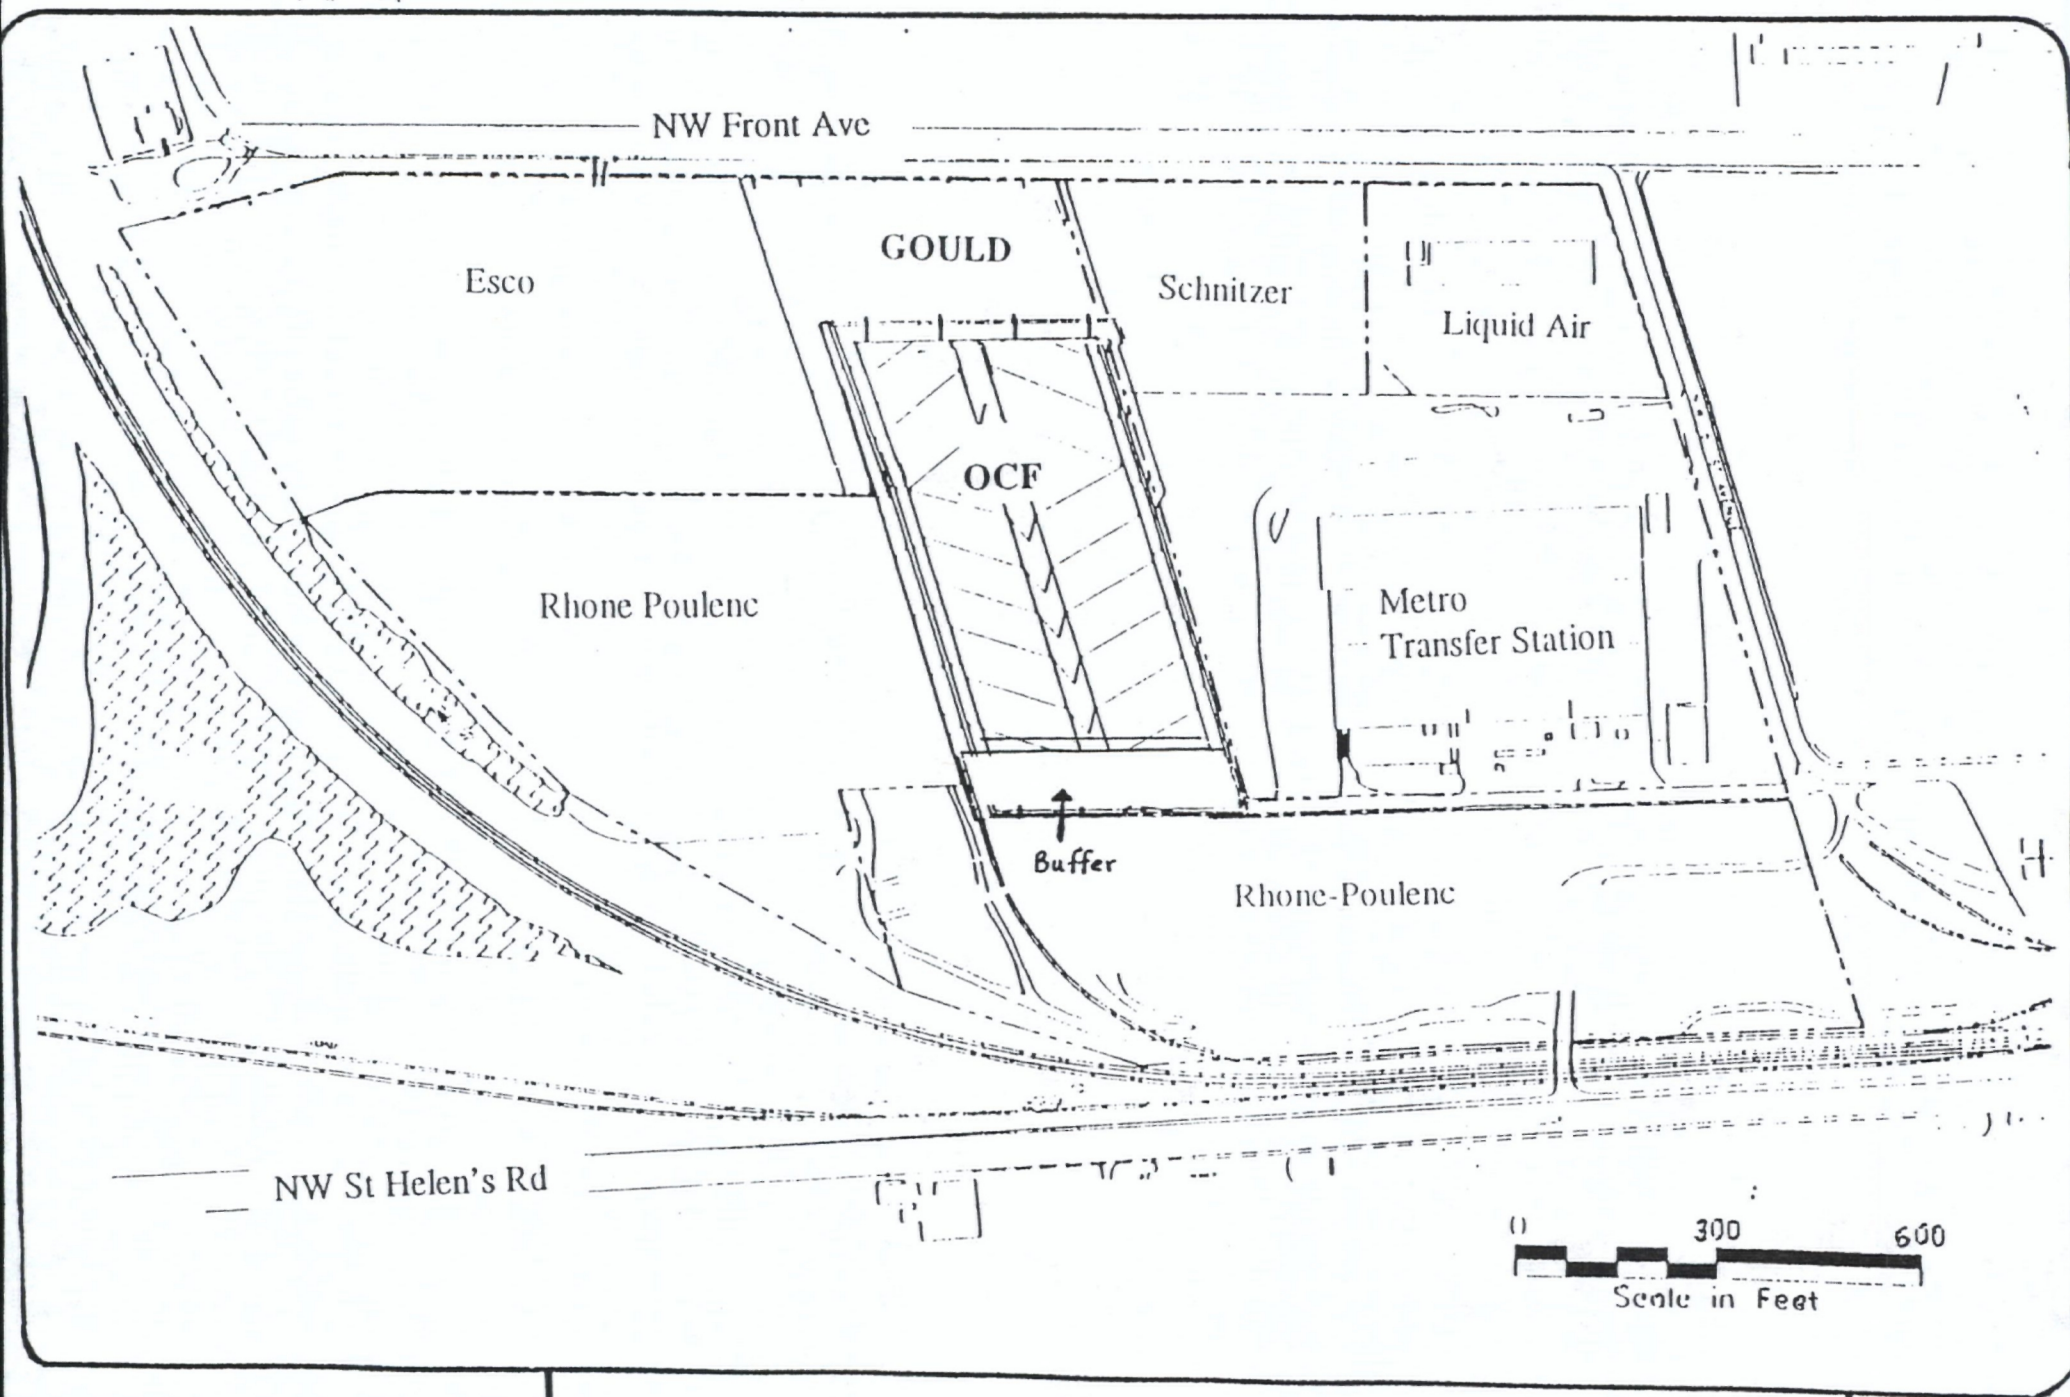 NW Front Ave
GOULD
Esco
Schnitzer
Liquid Air
OCF
Rhone Poulenc
Metro
Transfer Station
Buffer
Rhone-Poulenc
NW St Helen's Rd
0 300 600
Scale in Feet